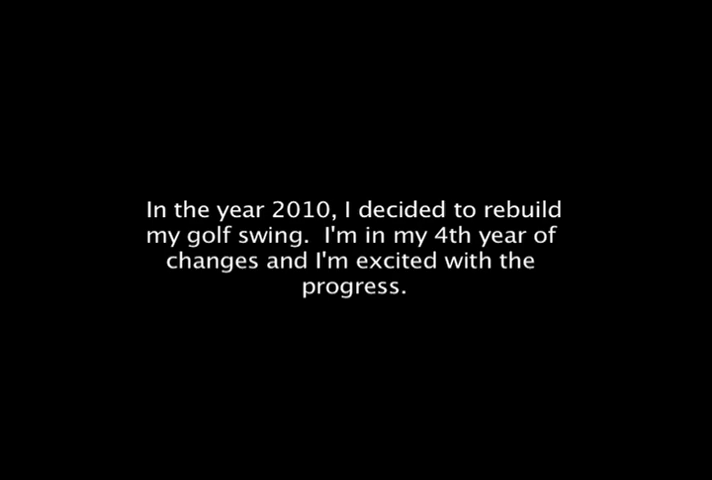 In the year 2010, I decided to rebuild
my golf swing.  I'm in my 4th year of
changes and I'm excited with the
progress.